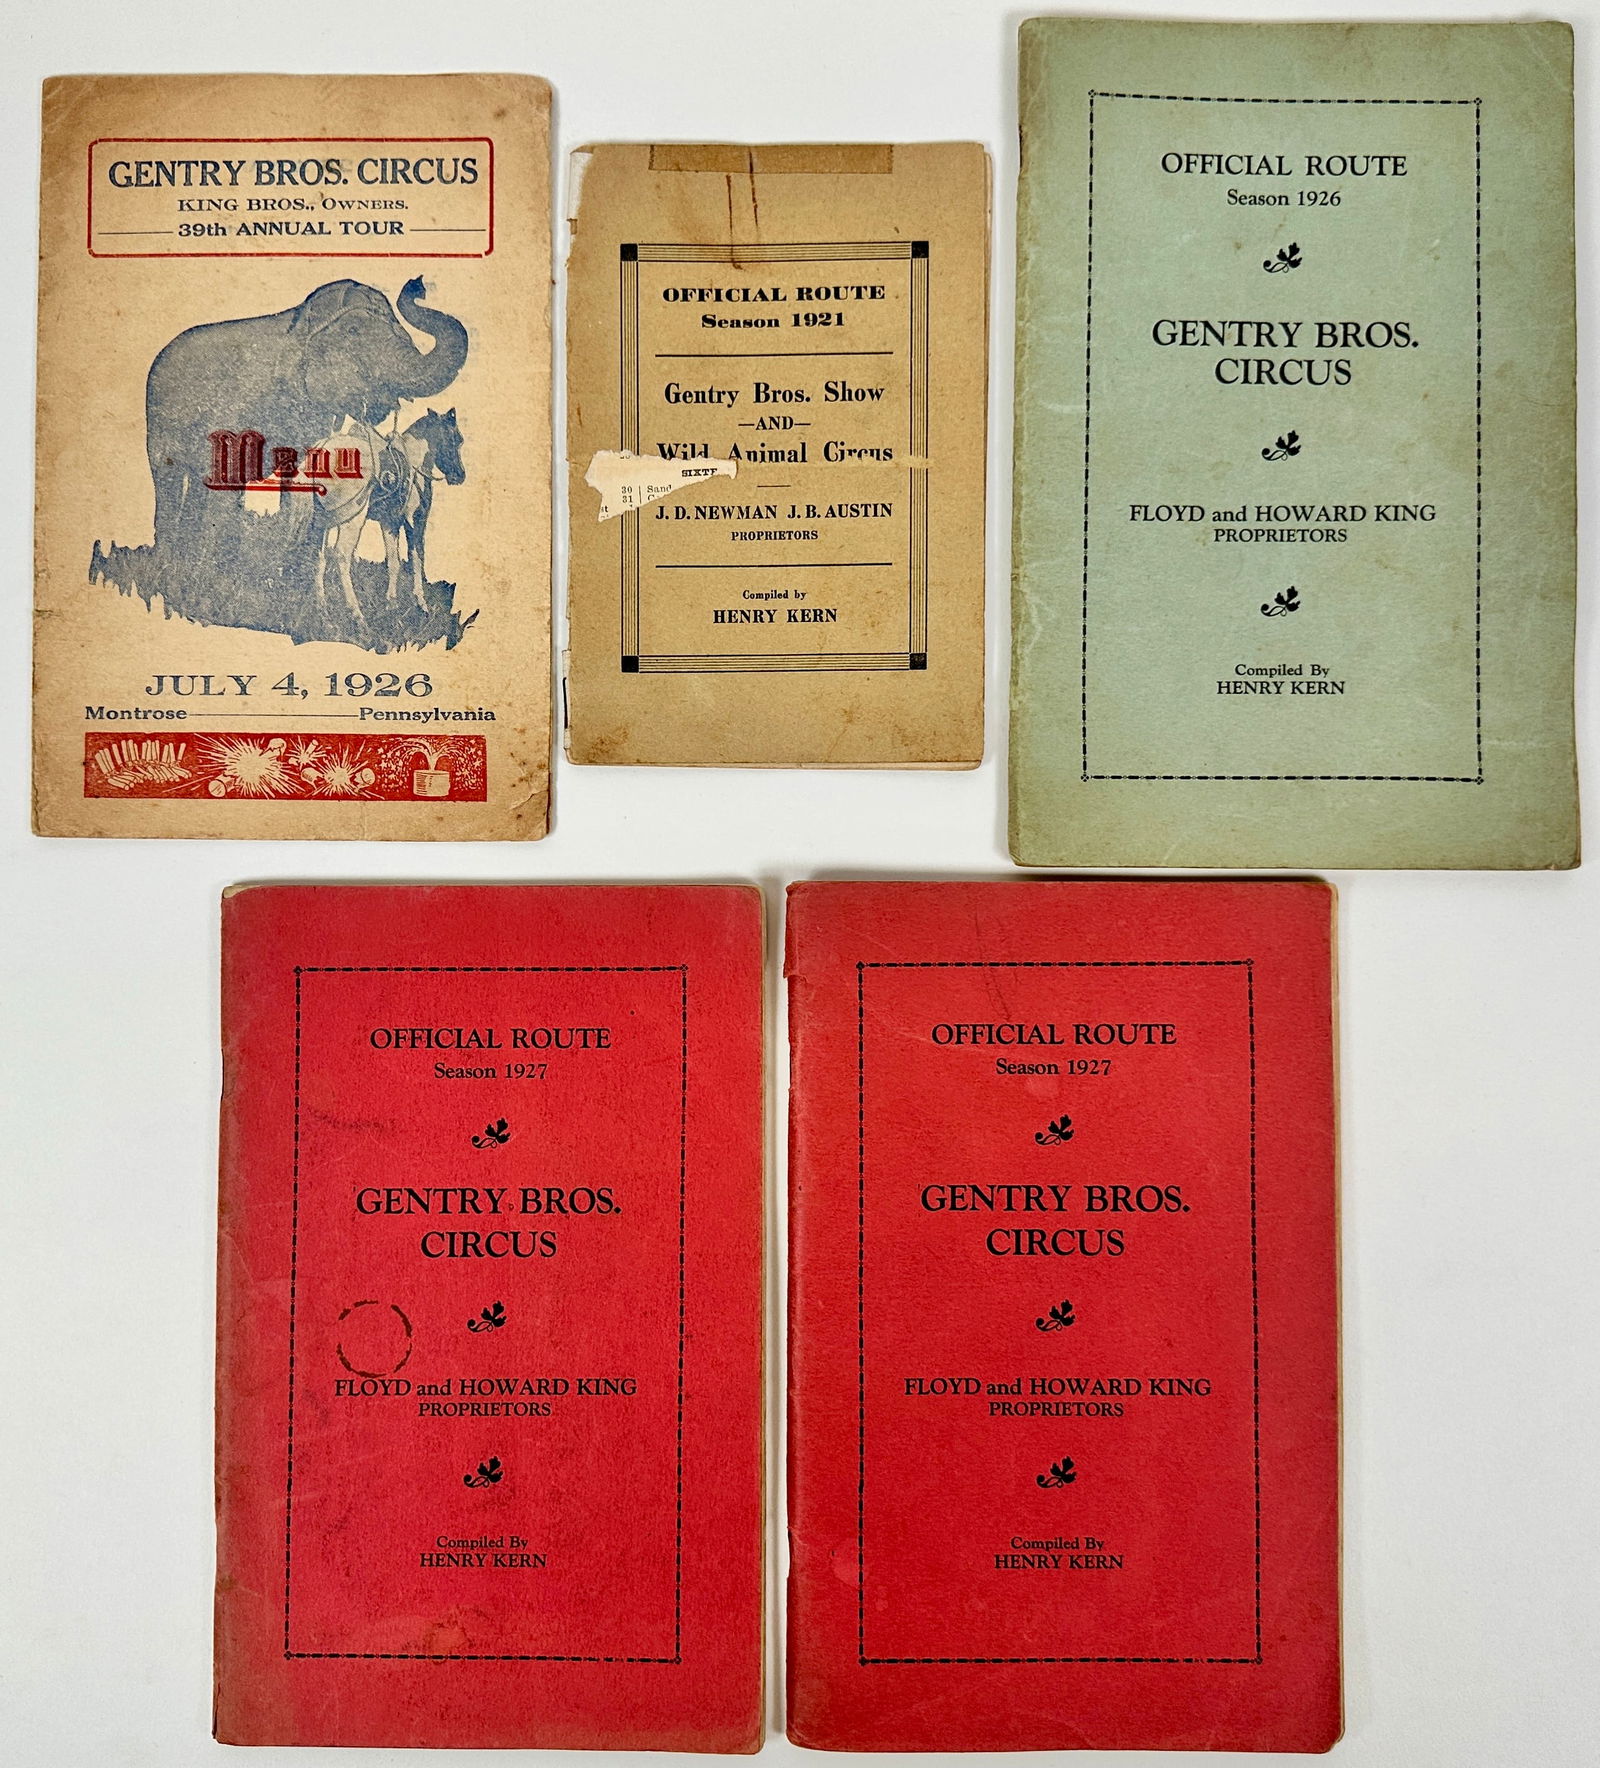 GENTRY BROS. CIRCUS
KING BROS., OWNERS.
39th ANNUAL TOUR
Menu
JULY 4, 1926
Montrose Pennsylvania
OFFICIAL ROUTE
Season 1921
Gentry Bros. Show
—AND—
Wild Animal Circus
SIXTE
30 | Sand
31
J. D. NEWMAN J. B. AUSTIN
PROPRIETORS
Compiled by
HENRY KERN
OFFICIAL ROUTE
Season 1926
GENTRY BROS.
CIRCUS
FLOYD and HOWARD KING
PROPRIETORS
Compiled By
HENRY KERN
OFFICIAL ROUTE
Season 1927
GENTRY BROS.
CIRCUS
FLOYD and HOWARD KING
PROPRIETORS
Compiled By
HENRY KERN
OFFICIAL ROUTE
Season 1927
GENTRY BROS.
CIRCUS
FLOYD and HOWARD KING
PROPRIETORS
Compiled By
HENRY KERN